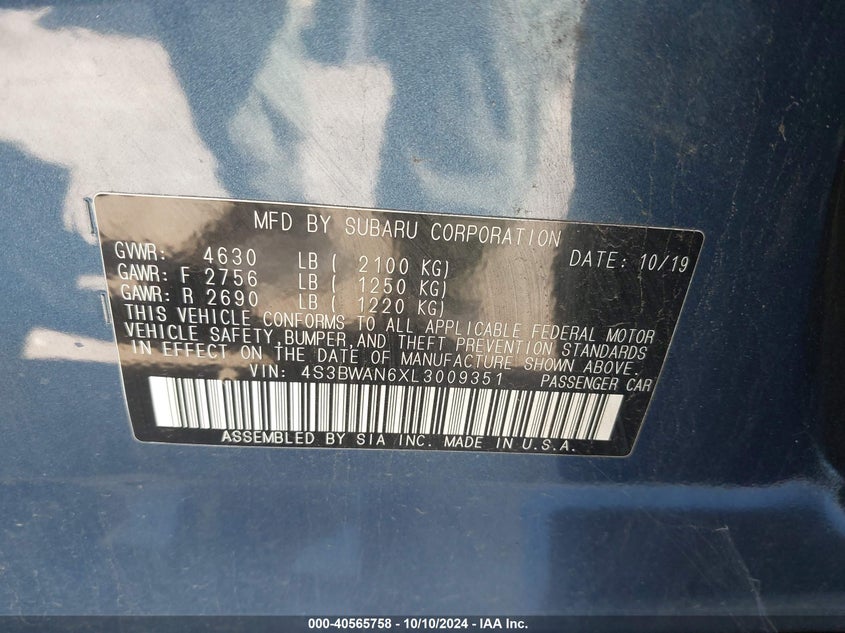 MFD BY SUBARU CORPORATION
GVWR: 4630 LB ( 2100 KG) DATE: 10/19
GAWR: F 2756 LB ( 1250 KG)
GAWR: R 2690 LB ( 1220 KG)
THIS VEHICLE CONFORMS TO ALL APPLICABLE FEDERAL MOTOR
VEHICLE SAFETY,BUMPER,AND THEFT PREVENTION STANDARDS
IN EFFECT ON THE DATE OF MANUFACTURE SHOWN ABOVE.
VIN: 4S3BWAN6XL3009351 PASSENGER CAR
ASSEMBLED BY SIA INC. MADE IN U.S.A.
000-40565758 - 10/10/2024 - IAA Inc.